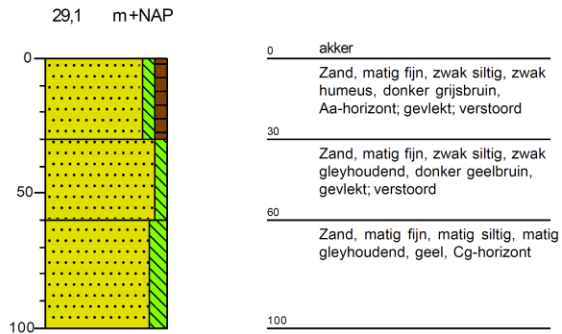 29,1 m+NAP
0
50
100
0 akker
Zand, matig fijn, zwak siltig, zwak
humeus, donker grijsbruin,
Aa-horizont; gevlekt; verstoord
30
Zand, matig fijn, zwak siltig, zwak
gleyhoudend, donker geelbruin,
gevlekt; verstoord
60
Zand, matig fijn, matig siltig, matig
gleyhoudend, geel, Cg-horizont
100